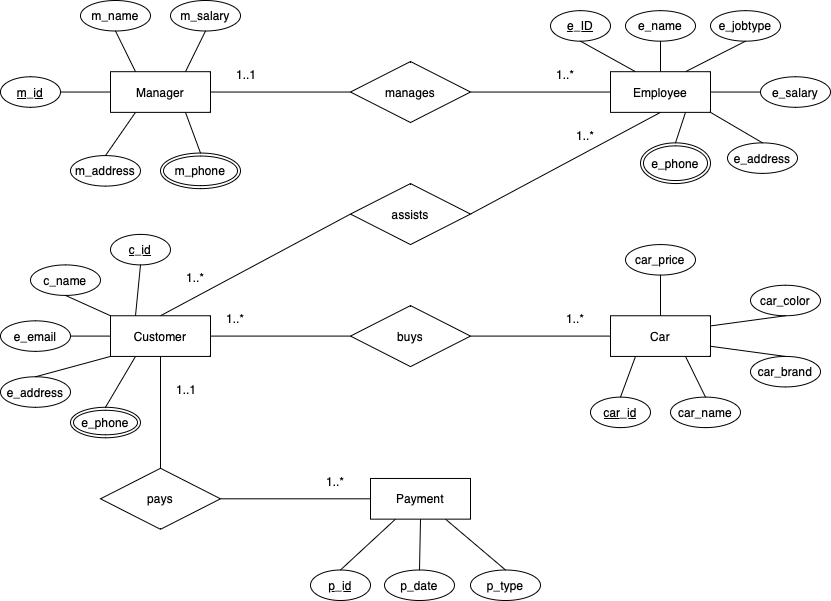 m_name
m_salary
e_ID
e_name
e_jobtype
m_id
Manager
1..1
manages
1..*
Employee
e_salary
m_address
m_phone
1..*
e_phone
e_address
assists
c_id
1..*
c_name
car_price
car_color
e_email
Customer
1..*
buys
1..*
Car
car_brand
e_address
1..1
e_phone
car_id
car_name
pays
1..*
Payment
p_id
p_date
p_type